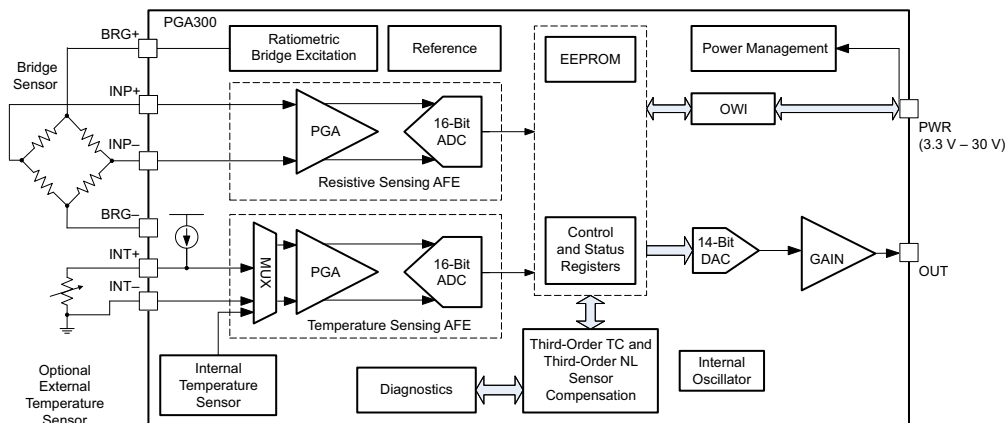 PGA300
BRG+
Bridge
Sensor
INP+
INP–
BRG–
INT+
INT–
Optional
External
Temperature
Sensor
Ratiometric
Bridge Excitation
Reference
PGA
16-Bit
ADC
Resistive Sensing AFE
MUX
PGA
16-Bit
ADC
Temperature Sensing AFE
Internal
Temperature
Sensor
EEPROM
Control
and Status
Registers
Diagnostics
Third-Order TC and
Third-Order NL
Sensor
Compensation
Internal
Oscillator
Power Management
OWI
PWR
(3.3 V – 30 V)
14-Bit
DAC
GAIN
OUT